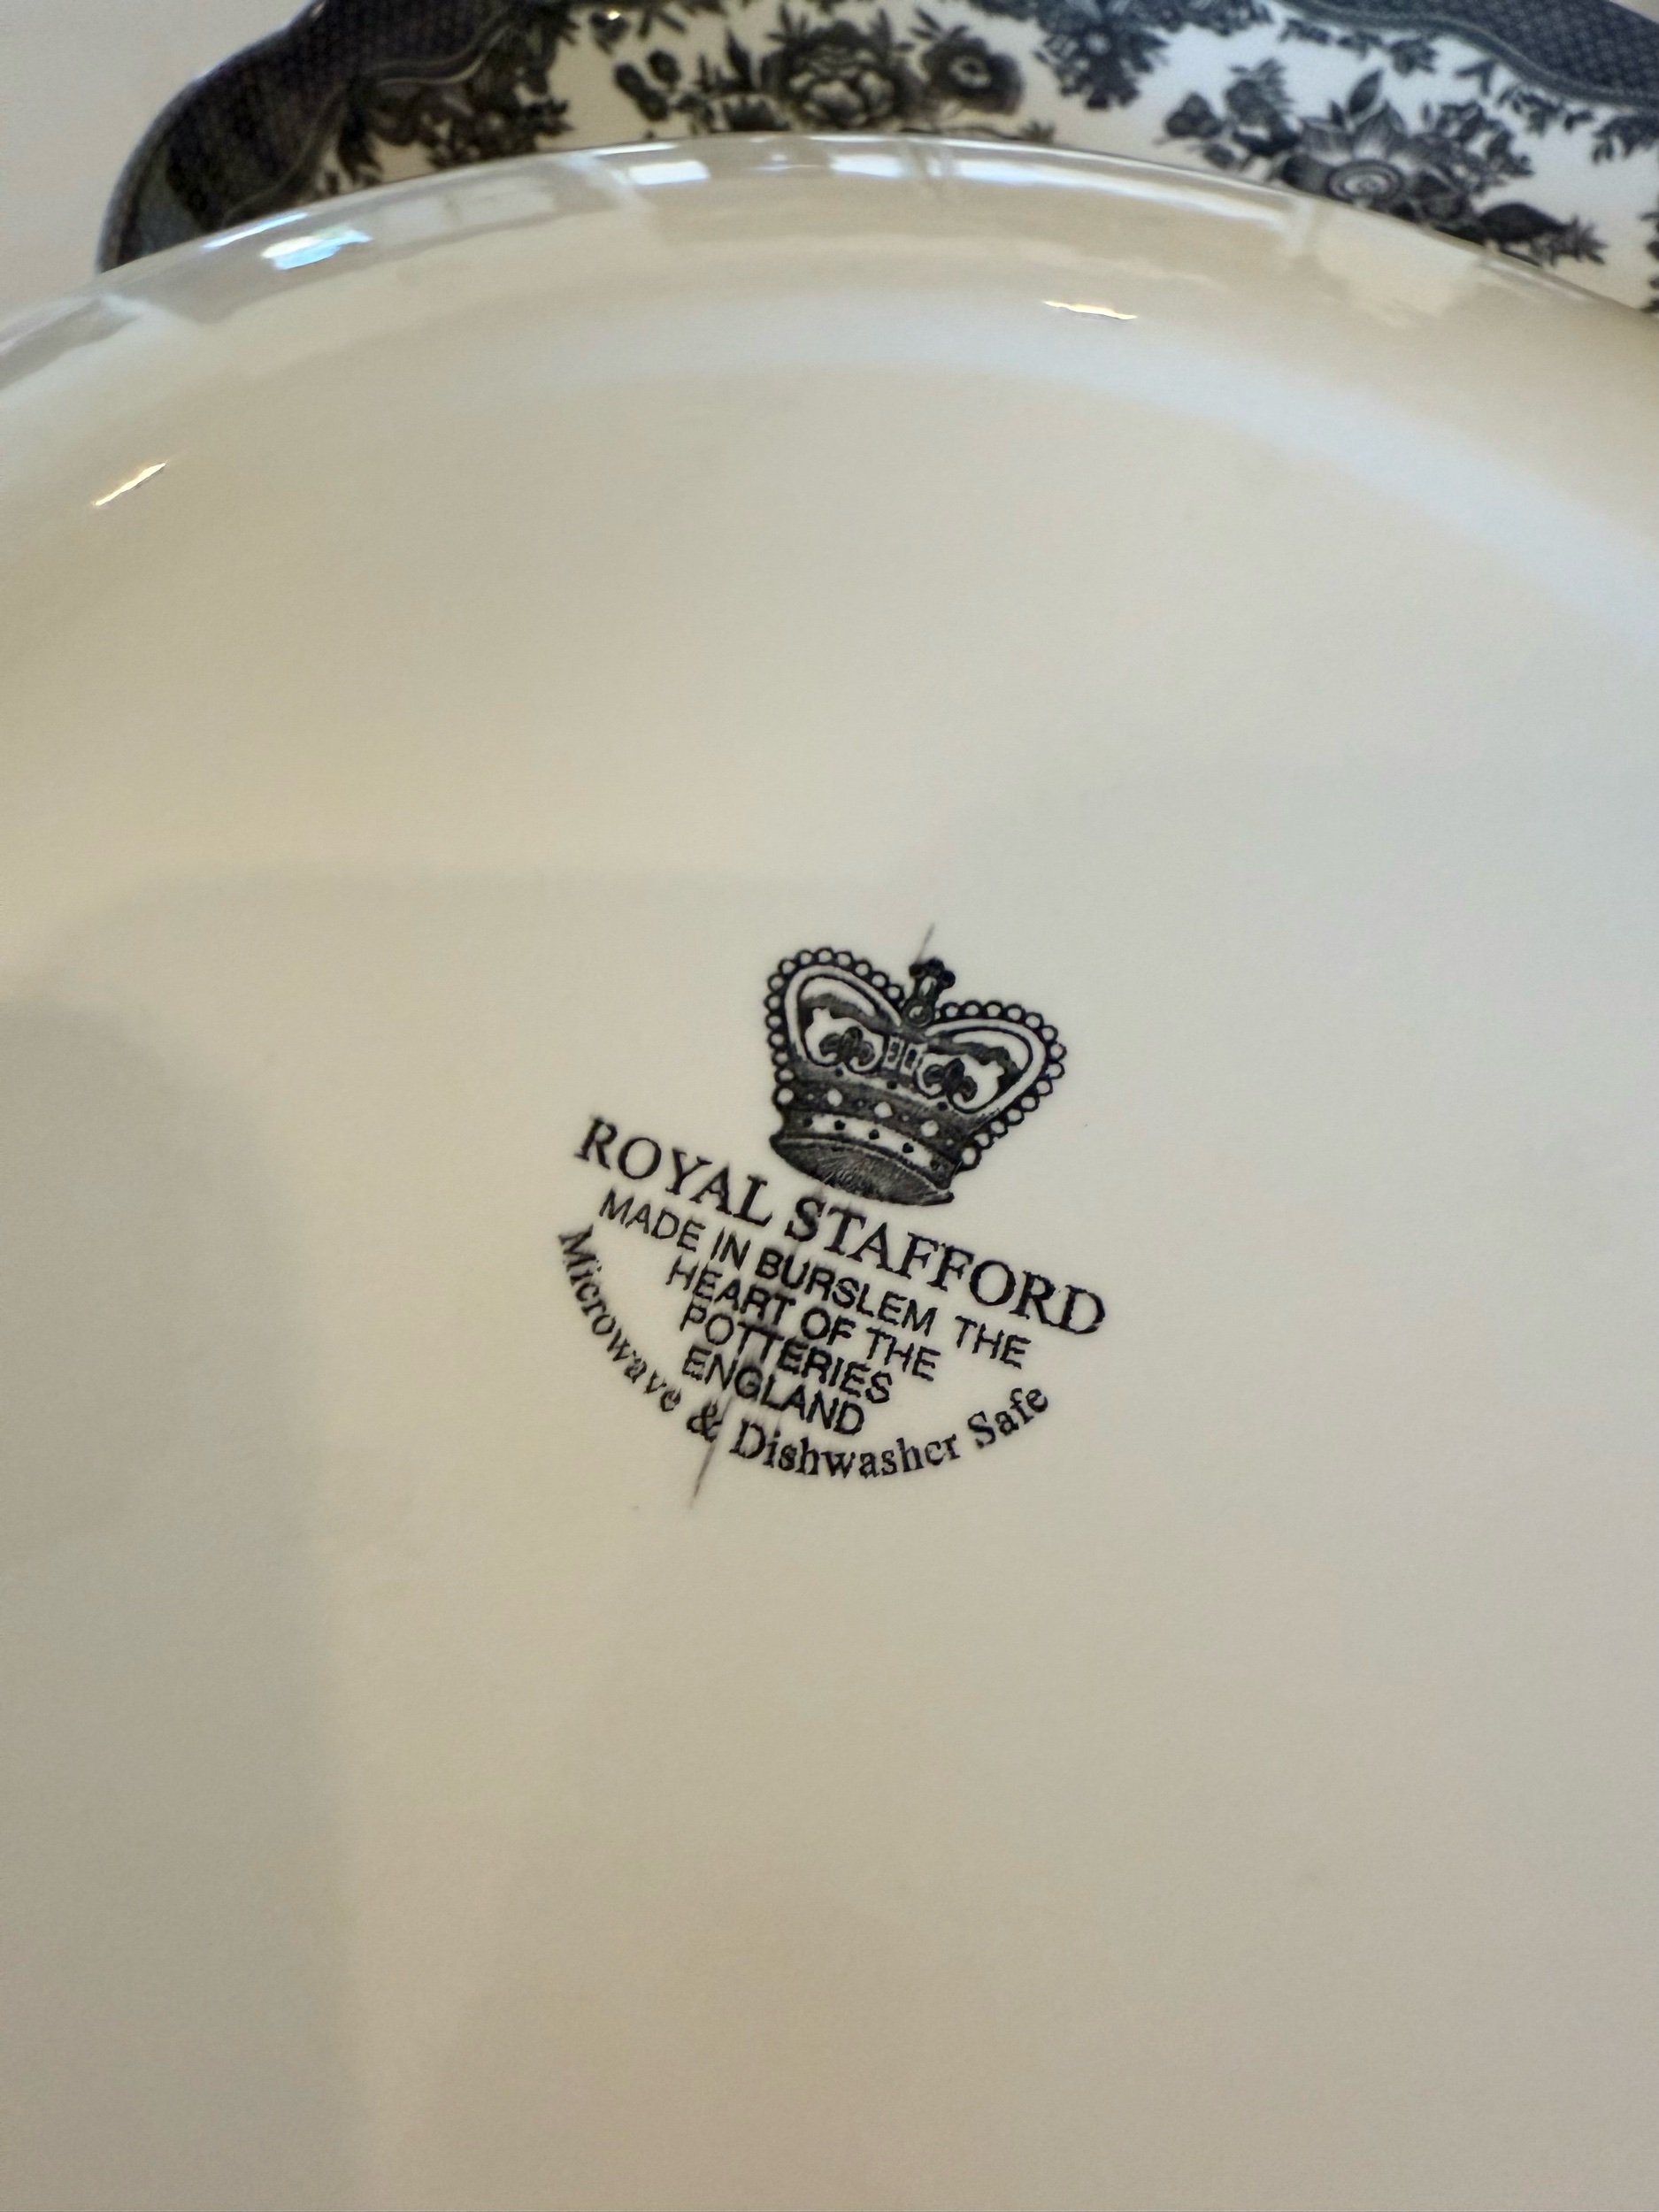 ROYAL STAFFORD
MADE IN BURSLEM THE
HEART OF THE
POTTERIES
ENGLAND
Microwave & Dishwasher Safe